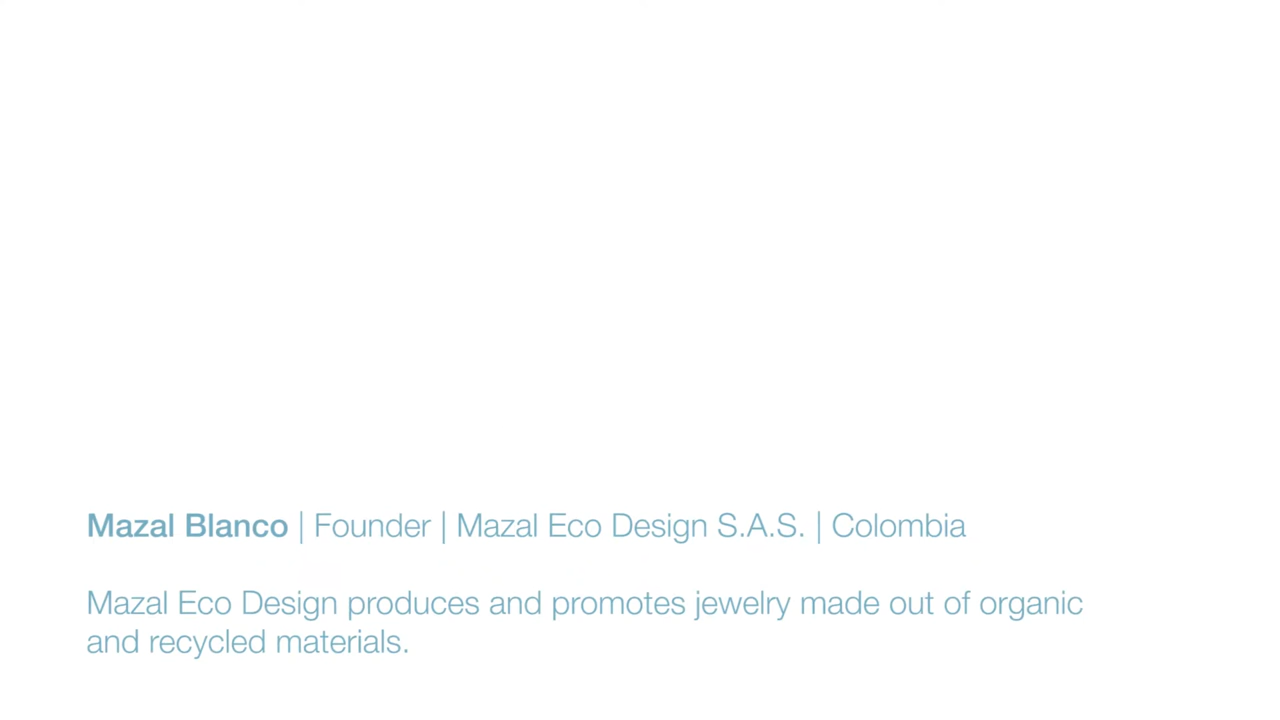 Mazal Blanco | Founder | Mazal Eco Design S.A.S. | Colombia
Mazal Eco Design produces and promotes jewelry made out of organic
and recycled materials.